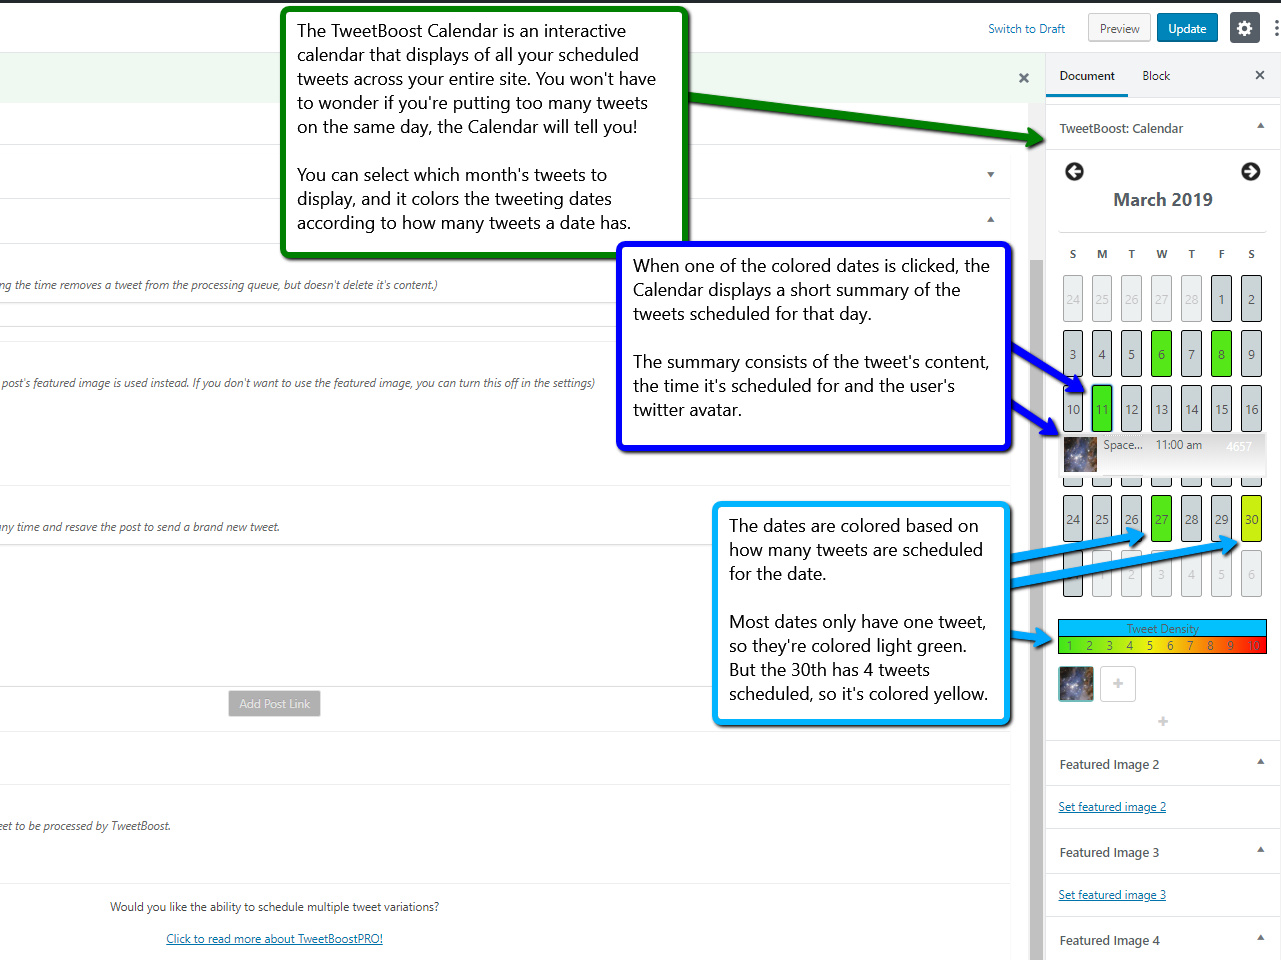 Switch to Draft
Preview
Update
The TweetBoost Calendar is an interactive
calendar that displays of all your scheduled
tweets across your entire site. You won't have
to wonder if you're putting too many tweets
on the same day, the Calendar will tell you!
You can select which month's tweets to
display, and it colors the tweeting dates
according to how many tweets a date has.
Document Block
TweetBoost: Calendar
March 2019
S M T W T F S
24 25 26 27 28 1 2
3 4 5 6 7 8 9
10 11 12 13 14 15 16
Space... 11:00 am 4657
24 25 26 27 28 29 30
1 2 3 4 5 6
Tweet Density
1 2 3 4 5 6 7 8 9 10
ng the time removes a tweet from the processing queue, but doesn't delete it's content.)
When one of the colored dates is clicked, the
Calendar displays a short summary of the
tweets scheduled for that day.
The summary consists of the tweet's content,
the time it's scheduled for and the user's
twitter avatar.
post's featured image is used instead. If you don't want to use the featured image, you can turn this off in the settings)
ny time and resave the post to send a brand new tweet.
The dates are colored based on
how many tweets are scheduled
for the date.
Most dates only have one tweet,
so they're colored light green.
But the 30th has 4 tweets
scheduled, so it's colored yellow.
Add Post Link
eet to be processed by TweetBoost.
Would you like the ability to schedule multiple tweet variations?
Click to read more about TweetBoostPRO!
Featured Image 2
Set featured image 2
Featured Image 3
Set featured image 3
Featured Image 4